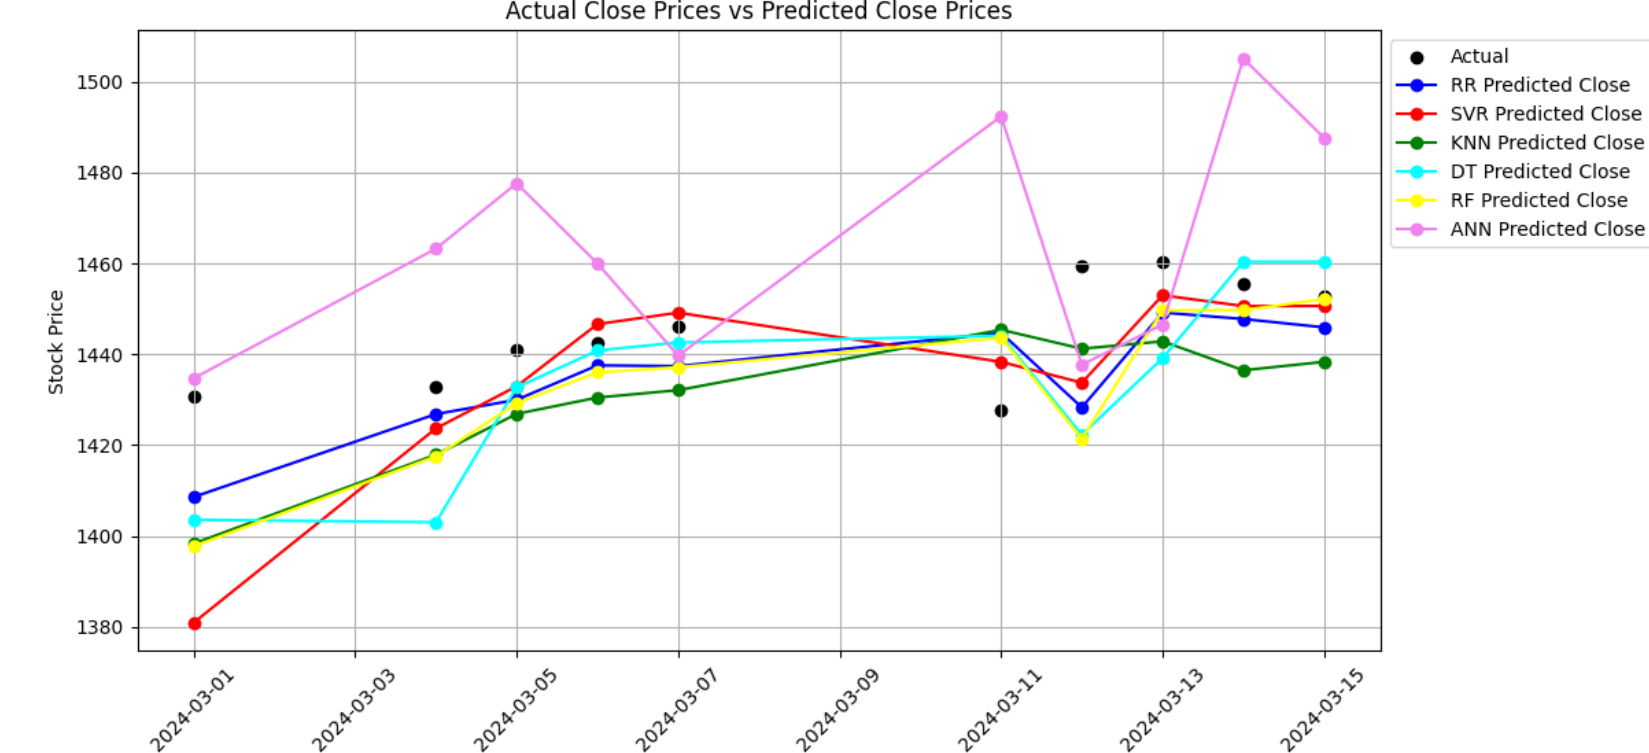 Actual Close Prices vs Predicted Close Prices
Stock Price
1500
1480
1460
1440
1420
1400
1380
2024-03-01
2024-03-03
2024-03-05
2024-03-07
2024-03-09
2024-03-11
2024-03-13
2024-03-15
Actual
RR Predicted Close
SVR Predicted Close
KNN Predicted Close
DT Predicted Close
RF Predicted Close
ANN Predicted Close